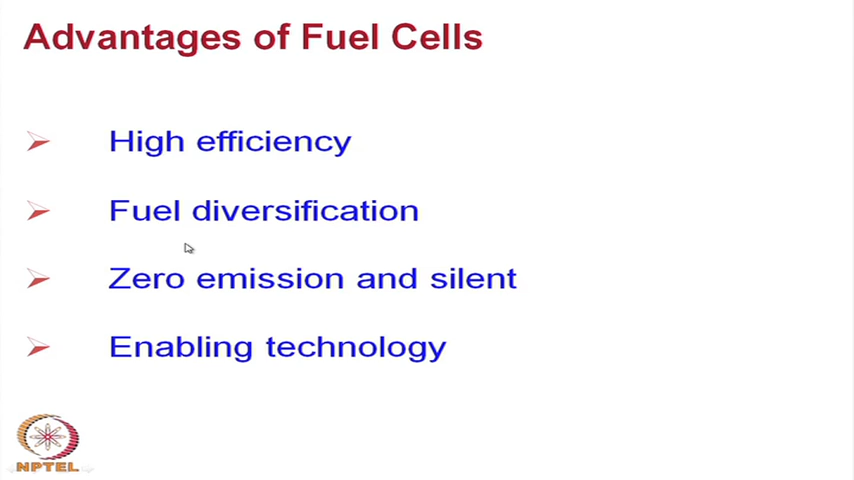 Advantages of Fuel Cells
High efficiency
Fuel diversification
Zero emission and silent
Enabling technology
NPTEL